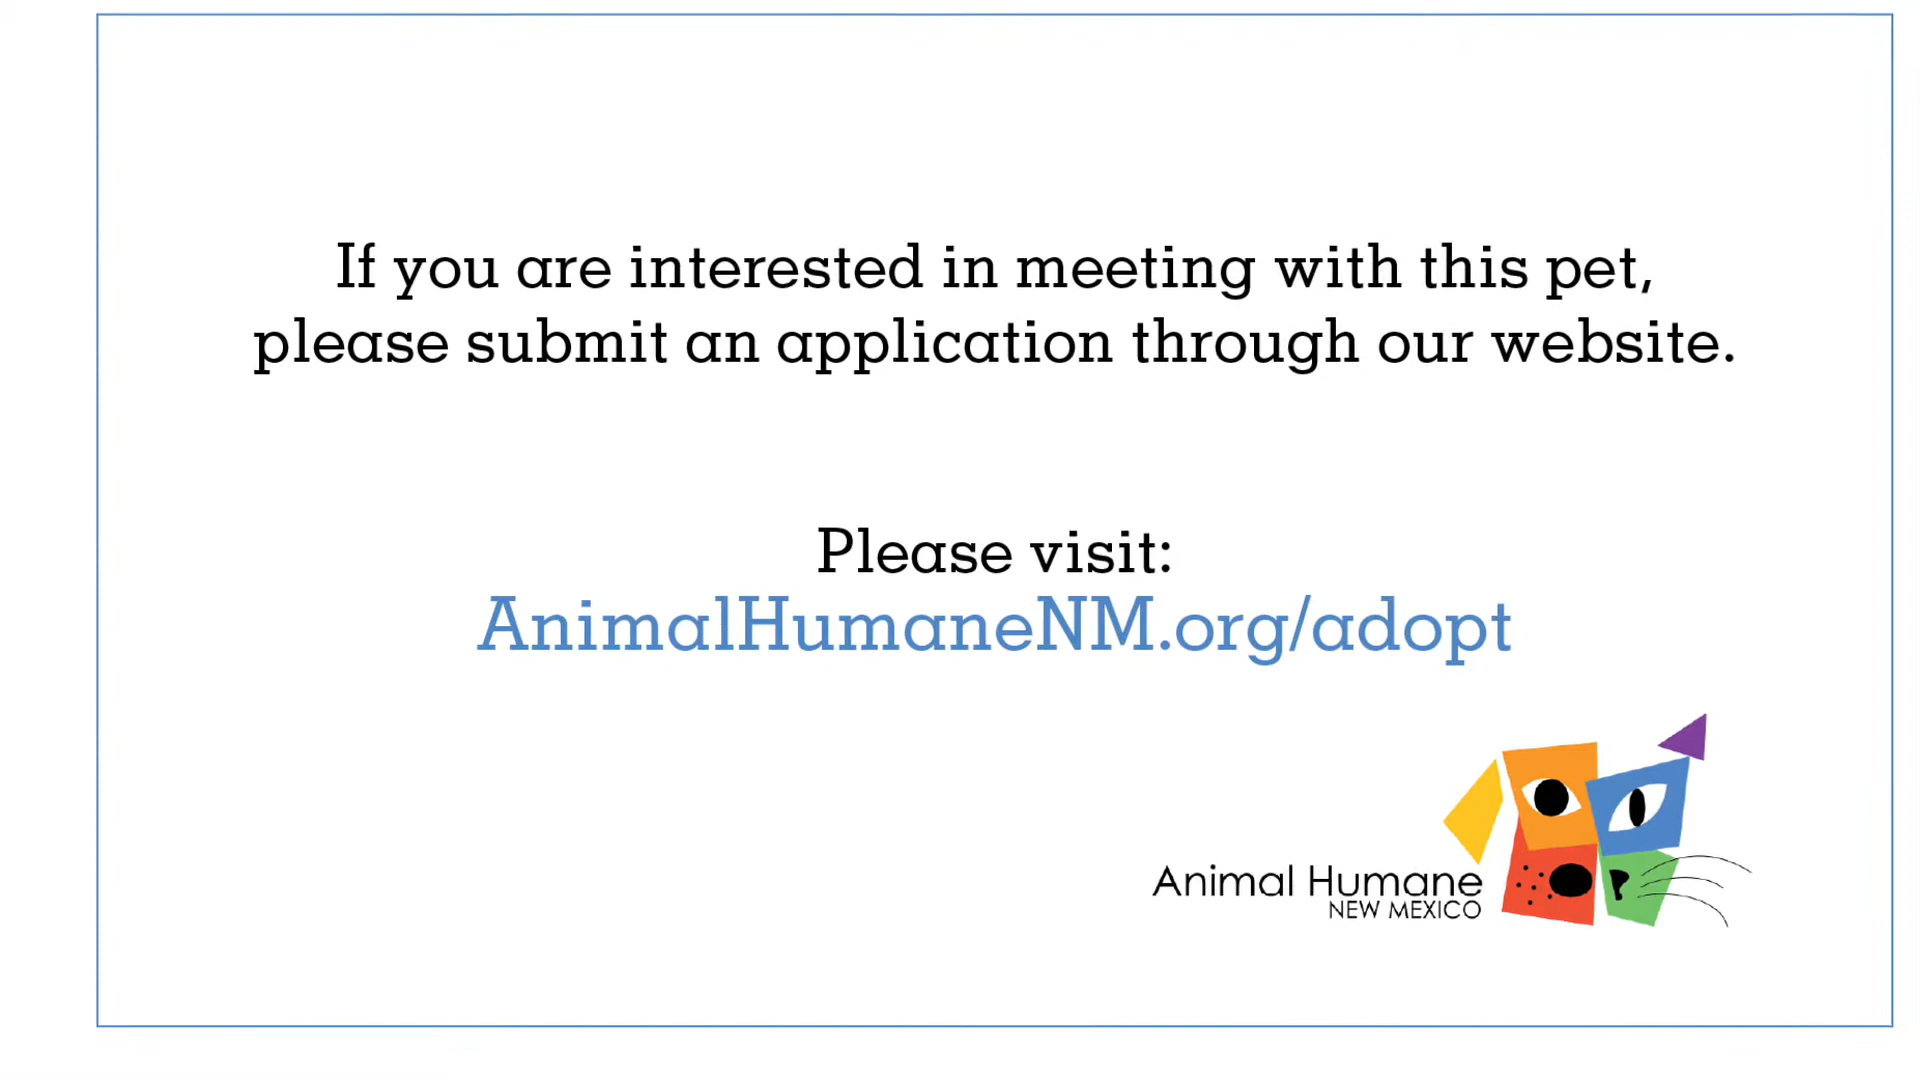 If you are interested in meeting with this pet,
please submit an application through our website.
Please visit:
AnimalHumaneNM.org/adopt
Animal Humane
NEW MEXICO